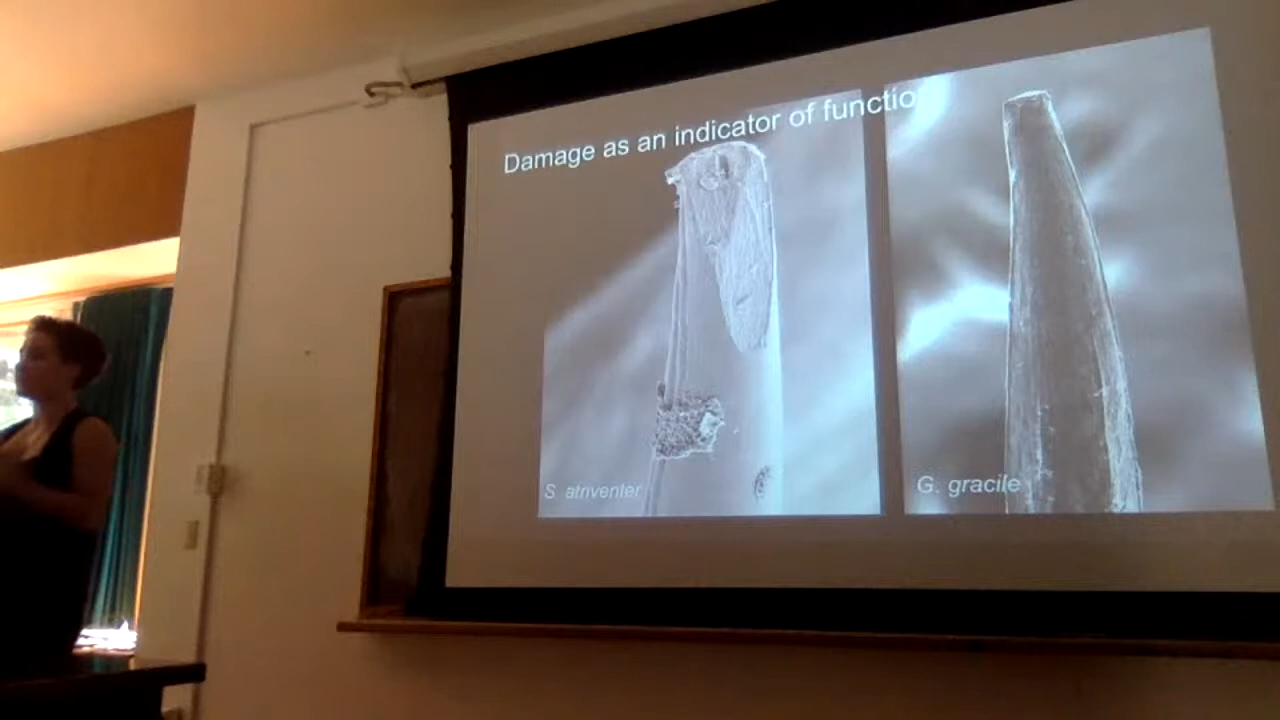 Damage as an indicator of functio
S. atriventer
G. gracile